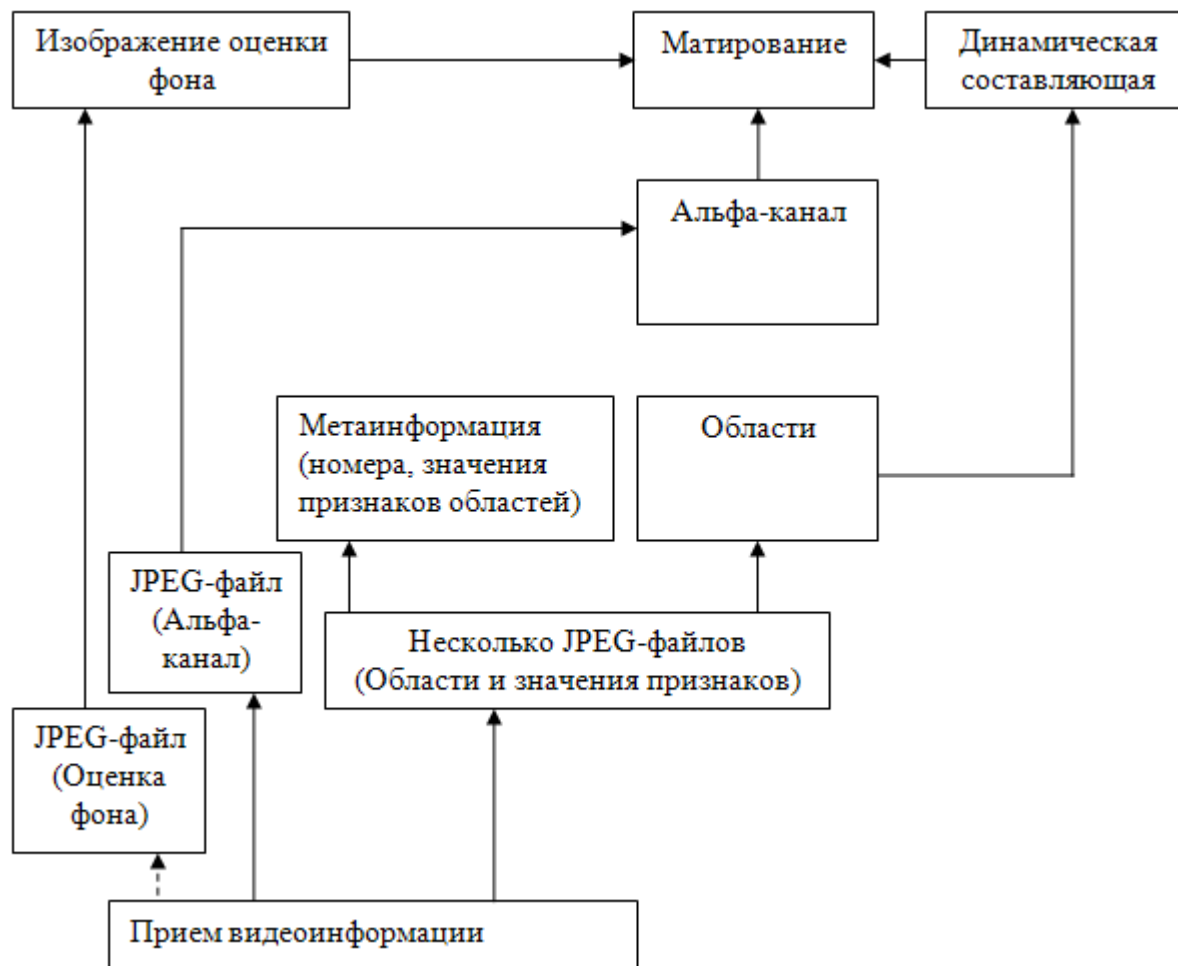 Изображение оценки
фона
Матирование
Динамическая
составляющая
Альфа-канал
Метаинформация
(номера, значения
признаков областей)
Области
JPEG-файл
(Альфа-
канал)
Несколько JPEG-файлов
(Области и значения признаков)
JPEG-файл
(Оценка
фона)
Прием видеоинформации